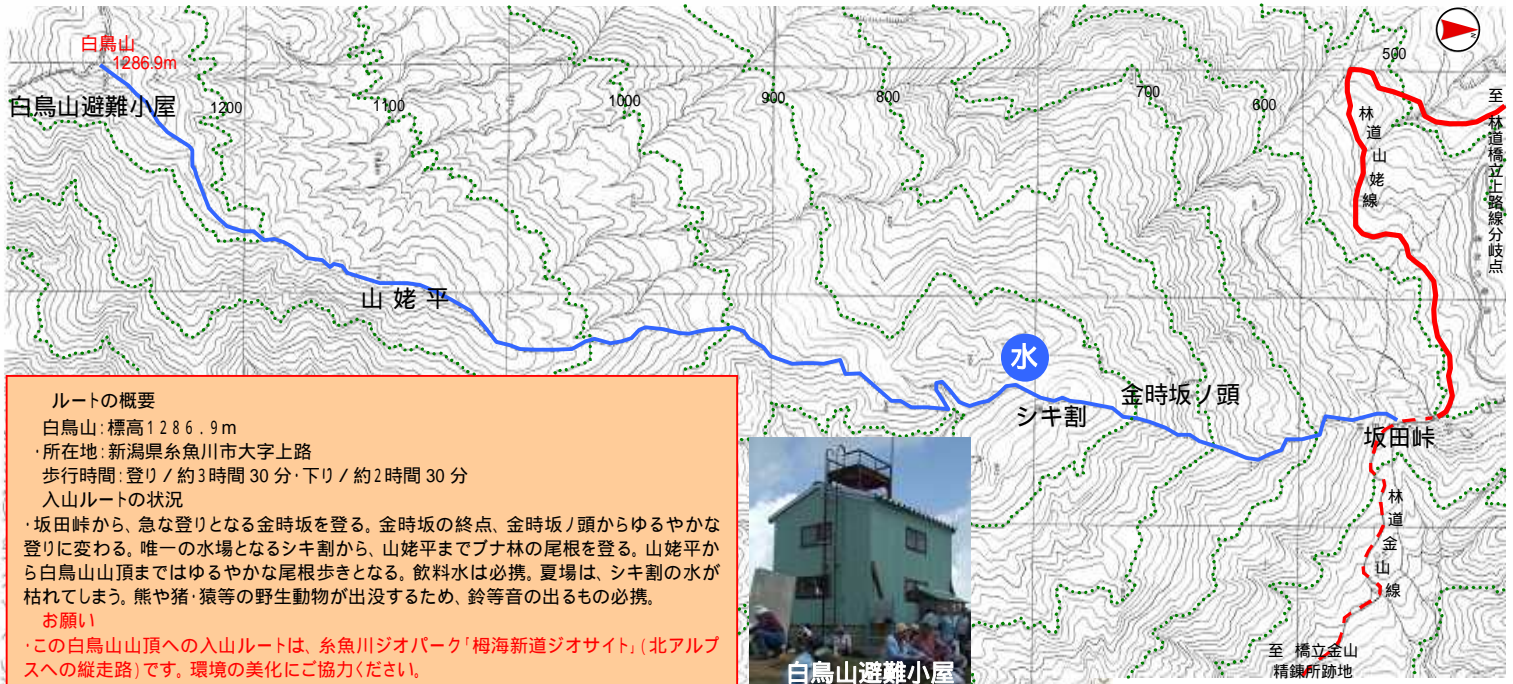 白鳥山
1286.9m
白鳥山避難小屋
1200
1100
1000
900
800
700
600
500
N
至 林道橋立上路線分岐点
林道山姥線
山姥平
水
シキ割
金時坂ノ頭
坂田峠
林道金山線
至 橋立金山
精錬所跡地
ルートの概要
白鳥山:標高1286.9m
・所在地:新潟県糸魚川市大字上路
歩行時間:登り/約3時間30分・下り/約2時間30分
入山ルートの状況
・坂田峠から、急な登りとなる金時坂を登る。金時坂の終点、金時坂ノ頭からゆるやかな
登りに変わる。唯一の水場となるシキ割から、山姥平までブナ林の尾根を登る。山姥平か
ら白鳥山山頂まではゆるやかな尾根歩きとなる。飲料水は必携。夏場は、シキ割の水が
枯れてしまう。熊や猪・猿等の野生動物が出没するため、鈴等音の出るもの必携。
お願い
・この白鳥山山頂への入山ルートは、糸魚川ジオパーク「栂海新道ジオサイト」(北アルプ
スへの縦走路)です。環境の美化にご協力ください。
白鳥山避難小屋